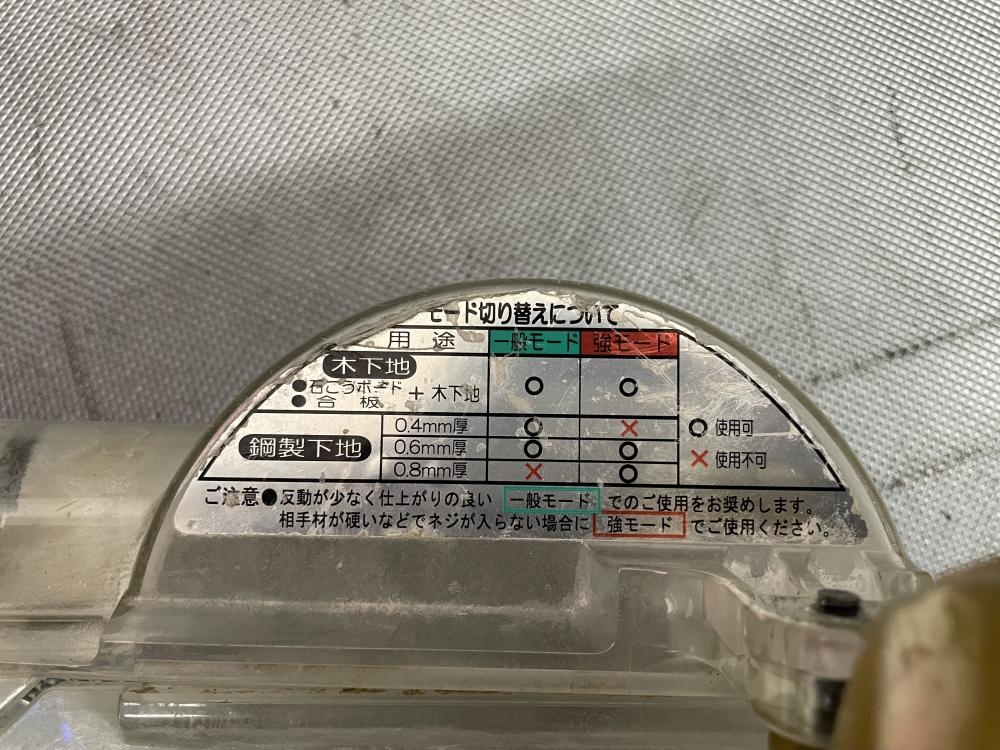 モード切り替えについて
用途 一般モード 強モード
木下地
●石こうボード
●合板 + 木下地 ○ ○
鋼製下地
0.4mm厚 ○ ×
0.6mm厚 ○ ○
0.8mm厚 × ○
○ 使用可
× 使用不可
ご注意●反動が少なく仕上がりの良い 一般モード でのご使用をお奨めします。
相手材が硬いなどでネジが入らない場合に 強モード でご使用ください。